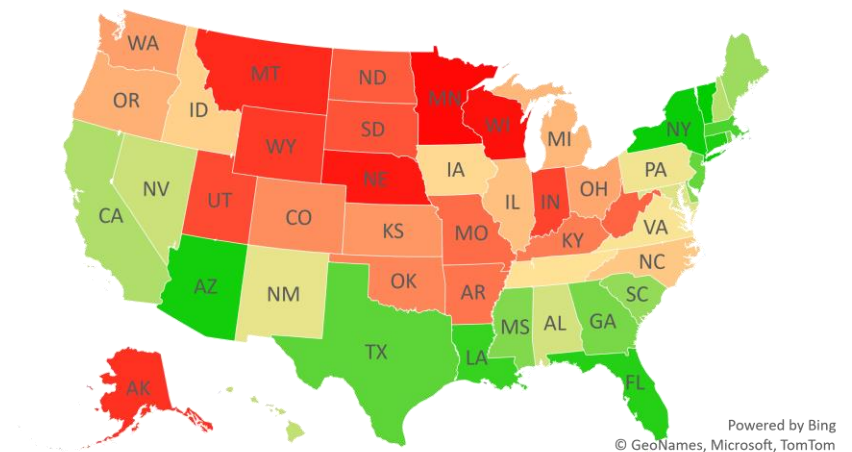 WA
MT
ND
MN
OR
ID
SD
WI
MI
NY
WY
IA
PA
NE
NV
UT
IL
IN
OH
CA
CO
KS
MO
KY
VA
NC
AZ
NM
OK
AR
SC
MS
AL
GA
TX
LA
FL
AK
Powered by Bing
© GeoNames, Microsoft, TomTom